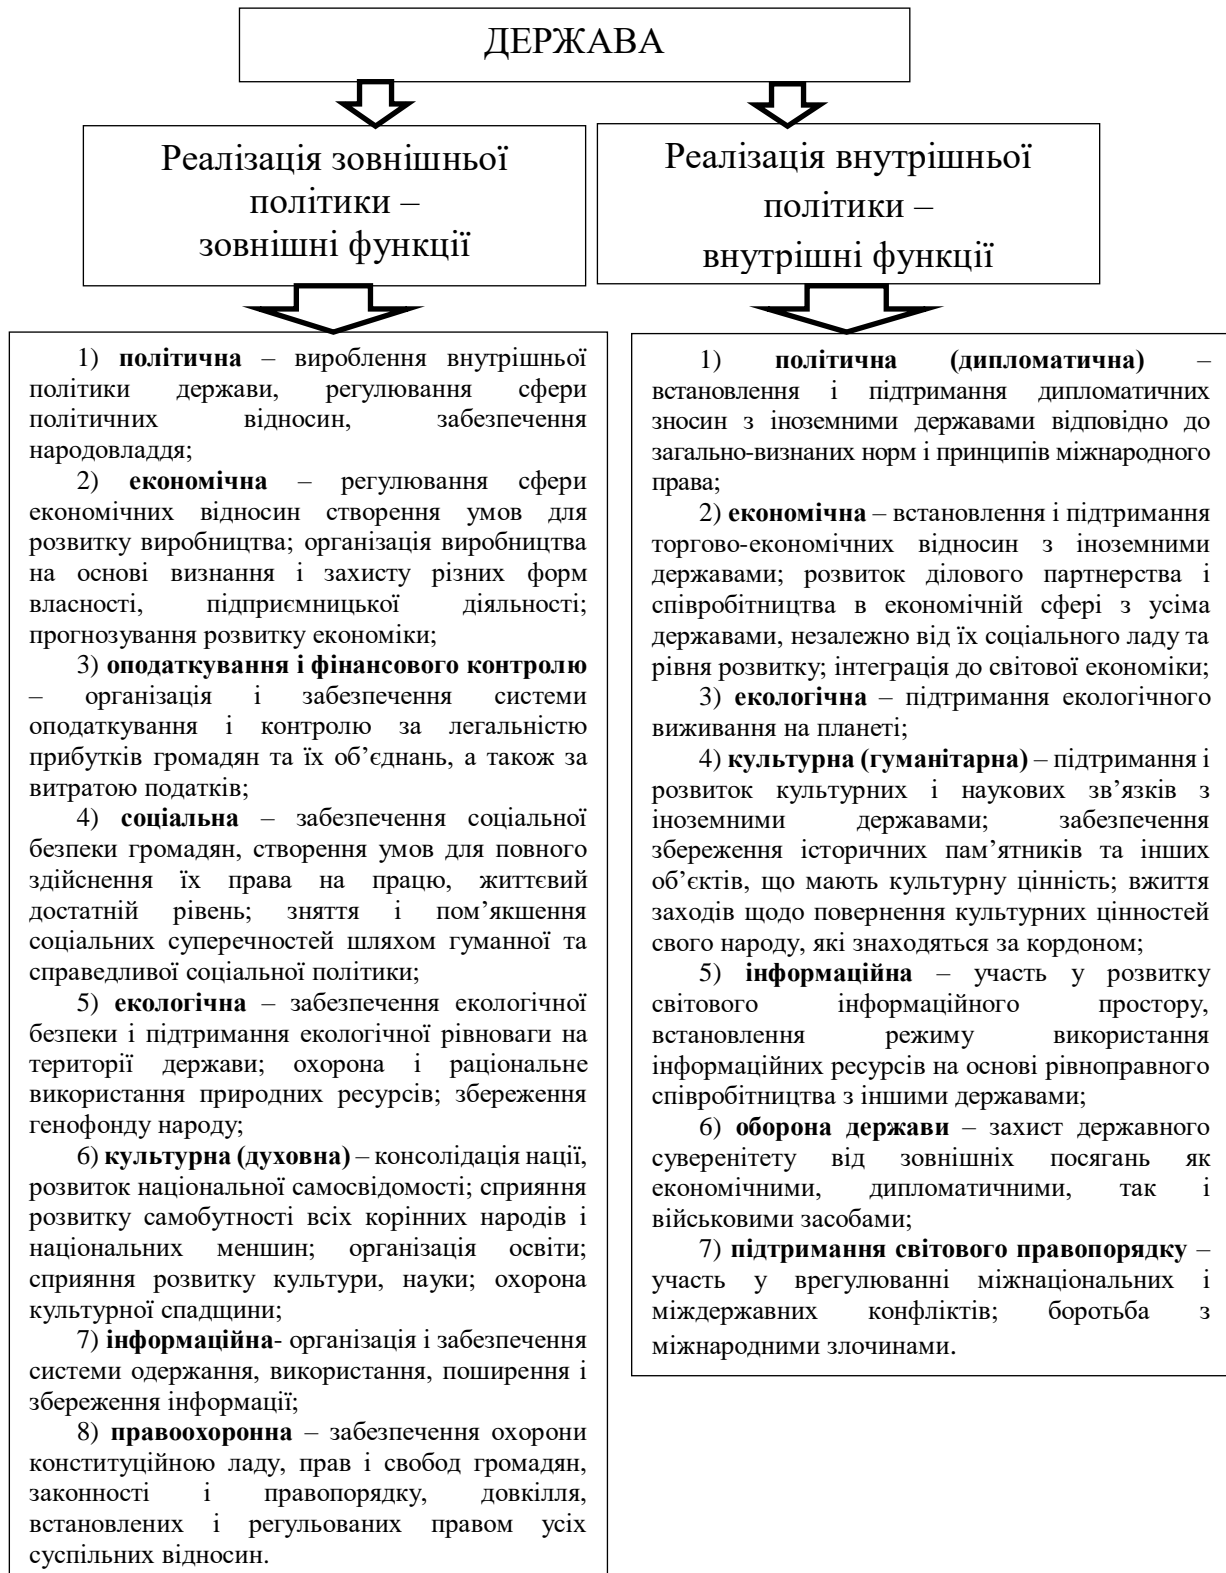 ДЕРЖАВА
Реалізація зовнішньої
політики –
зовнішні функції
Реалізація внутрішньої
політики –
внутрішні функції
1) політична – вироблення внутрішньої
політики держави, регулювання сфери
політичних відносин, забезпечення
народовладдя;
2) економічна – регулювання сфери
економічних відносин створення умов для
розвитку виробництва; організація виробництва
на основі визнання і захисту різних форм
власності, підприємницької діяльності;
прогнозування розвитку економіки;
3) оподаткування і фінансового контролю
– організація і забезпечення системи
оподаткування і контролю за легальністю
прибутків громадян та їх об’єднань, а також за
витратою податків;
4) соціальна – забезпечення соціальної
безпеки громадян, створення умов для повного
здійснення їх права на працю, життєвий
достатній рівень; зняття і пом’якшення
соціальних суперечностей шляхом гуманної та
справедливої соціальної політики;
5) екологічна – забезпечення екологічної
безпеки і підтримання екологічної рівноваги на
території держави; охорона і раціональне
використання природних ресурсів; збереження
генофонду народу;
6) культурна (духовна) – консолідація нації,
розвиток національної самосвідомості; сприяння
розвитку самобутності всіх корінних народів і
національних меншин; організація освіти;
сприяння розвитку культури, науки; охорона
культурної спадщини;
7) інформаційна- організація і забезпечення
системи одержання, використання, поширення і
збереження інформації;
8) правоохоронна – забезпечення охорони
конституційною ладу, прав і свобод громадян,
законності і правопорядку, довкілля,
встановлених і регульованих правом усіх
суспільних відносин.
1) політична (дипломатична) –
встановлення і підтримання дипломатичних
зносин з іноземними державами відповідно до
загально-визнаних норм і принципів міжнародного
права;
2) економічна – встановлення і підтримання
торгово-економічних відносин з іноземними
державами; розвиток ділового партнерства і
співробітництва в економічній сфері з усіма
державами, незалежно від їх соціального ладу та
рівня розвитку; інтеграція до світової економіки;
3) екологічна – підтримання екологічного
виживання на планеті;
4) культурна (гуманітарна) – підтримання і
розвиток культурних і наукових зв’язків з
іноземними державами; забезпечення
збереження історичних пам’ятників та інших
об’єктів, що мають культурну цінність; вжиття
заходів щодо повернення культурних цінностей
свого народу, які знаходяться за кордоном;
5) інформаційна – участь у розвитку
світового інформаційного простору,
встановлення режиму використання
інформаційних ресурсів на основі рівноправного
співробітництва з іншими державами;
6) оборона держави – захист державного
суверенітету від зовнішніх посягань як
економічними, дипломатичними, так і
військовими засобами;
7) підтримання світового правопорядку –
участь у врегулюванні міжнаціональних і
міждержавних конфліктів; боротьба з
міжнародними злочинами.